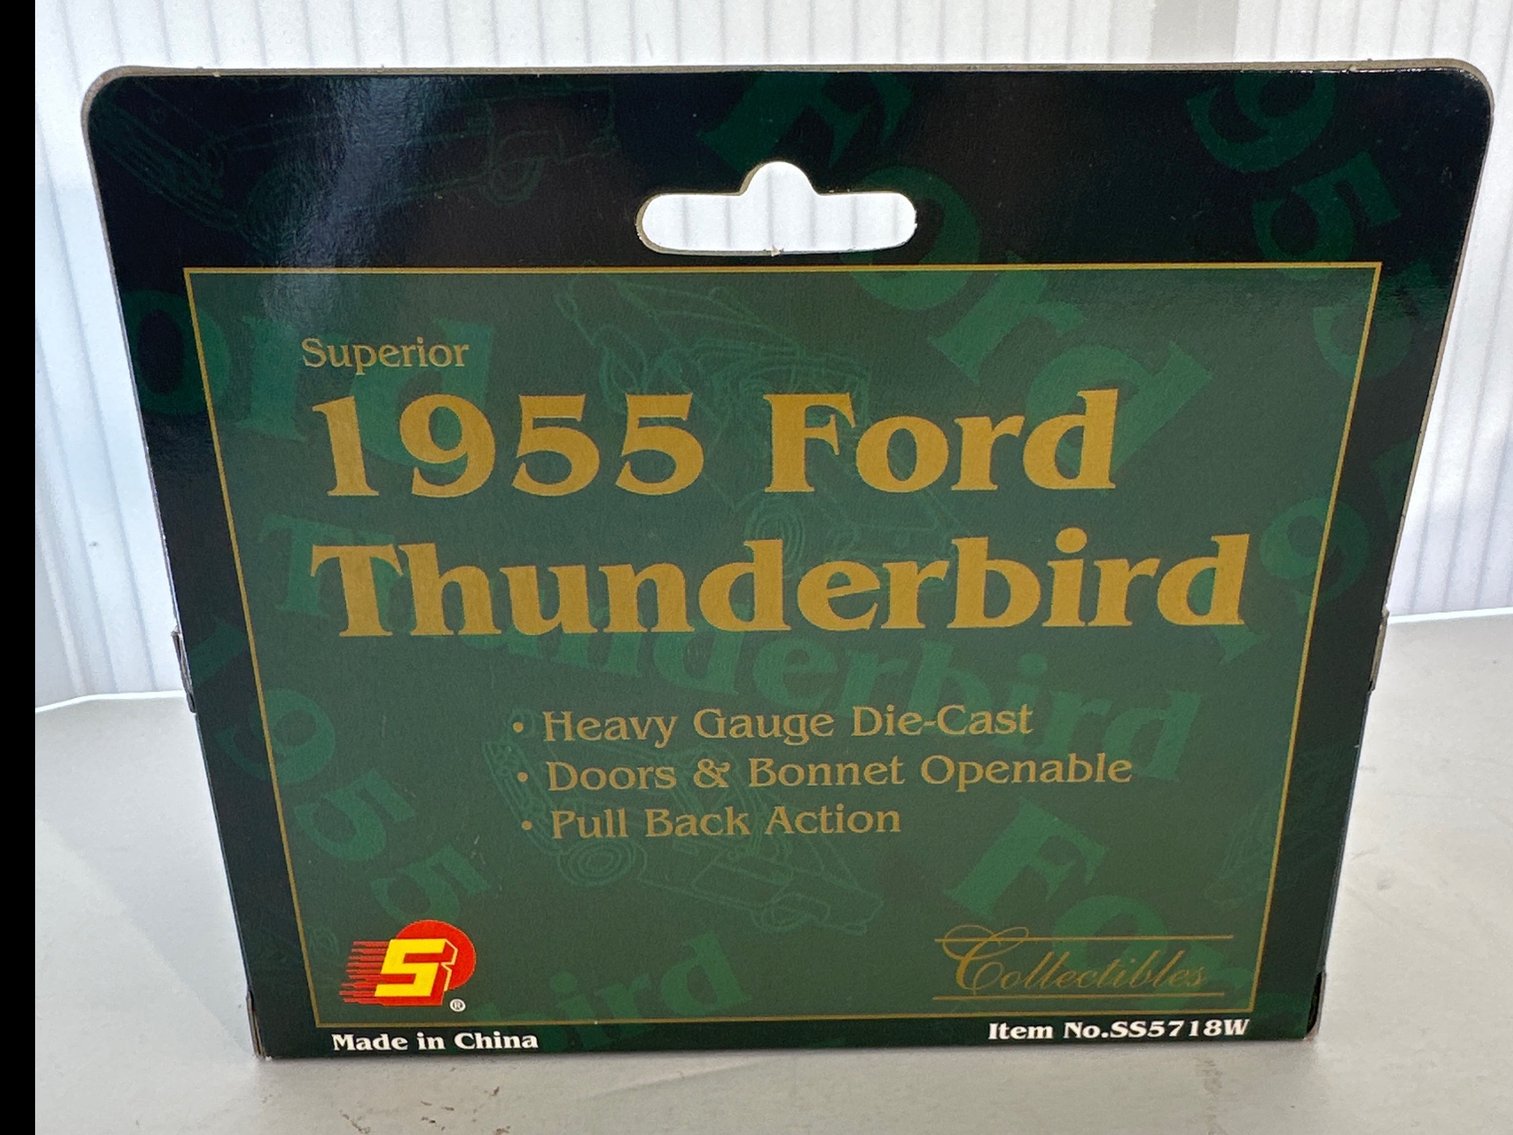 Superior
1955 Ford
Thunderbird
• Heavy Gauge Die-Cast
• Doors & Bonnet Openable
• Pull Back Action
S
®
Collectibles
Made in China
Item No.SS5718W